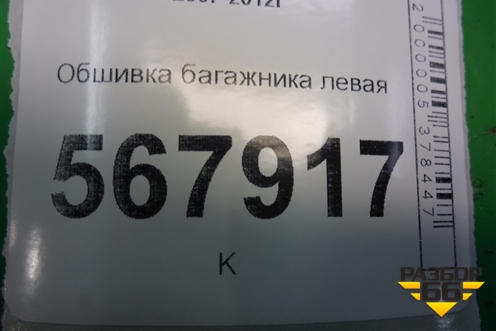 Обшивка багажника левая
567917
К
2000005378447
РАЗБОР
66